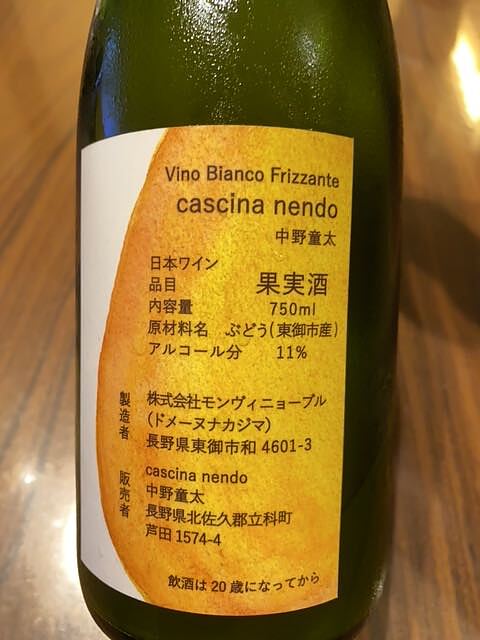 Vino Bianco Frizzante
cascina nendo
中野童太
日本ワイン
品目 果実酒
内容量 750ml
原材料名 ぶどう(東御市産)
アルコール分 11%
製造者 株式会社モンヴィニョーブル
(ドメーヌナカジマ)
長野県東御市和 4601-3
販売者 cascina nendo
中野童太
長野県北佐久郡立科町
芦田 1574-4
飲酒は 20 歳になってから